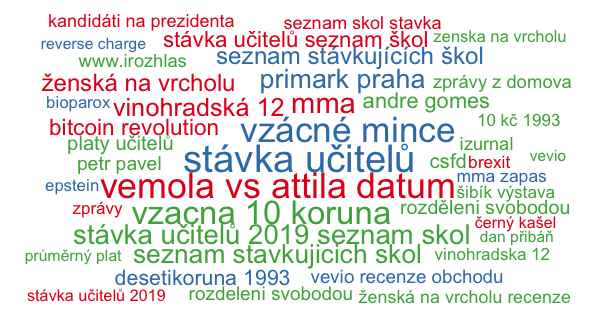 kandidáti na prezidenta
seznam skol stavka
reverse charge
stávka učitelů seznam škol
zenska na vrcholu
www.irozhlas
seznam stávkujících škol
ženská na vrcholu
primark praha
zprávy z domova
bioparox
vinohradská 12
mma
andre gomes
bitcoin revolution
vzácné mince
10 kč 1993
platy učitelů
izurnal
petr pavel
stávka učitelů
csfd
brexit
vevio
epstein
vemola vs attila datum
mma zapas
šibík výstava
zprávy
vzacna 10 koruna
rozděleni svobodou
černý kašel
stávka učitelů 2019 seznam skol
dan přibáň
průměrný plat
seznam stavkujicich skol
vinohradska 12
desetikoruna 1993
vevio recenze obchodu
stávka učitelů 2019
rozdeleni svobodou
ženská na vrcholu recenze